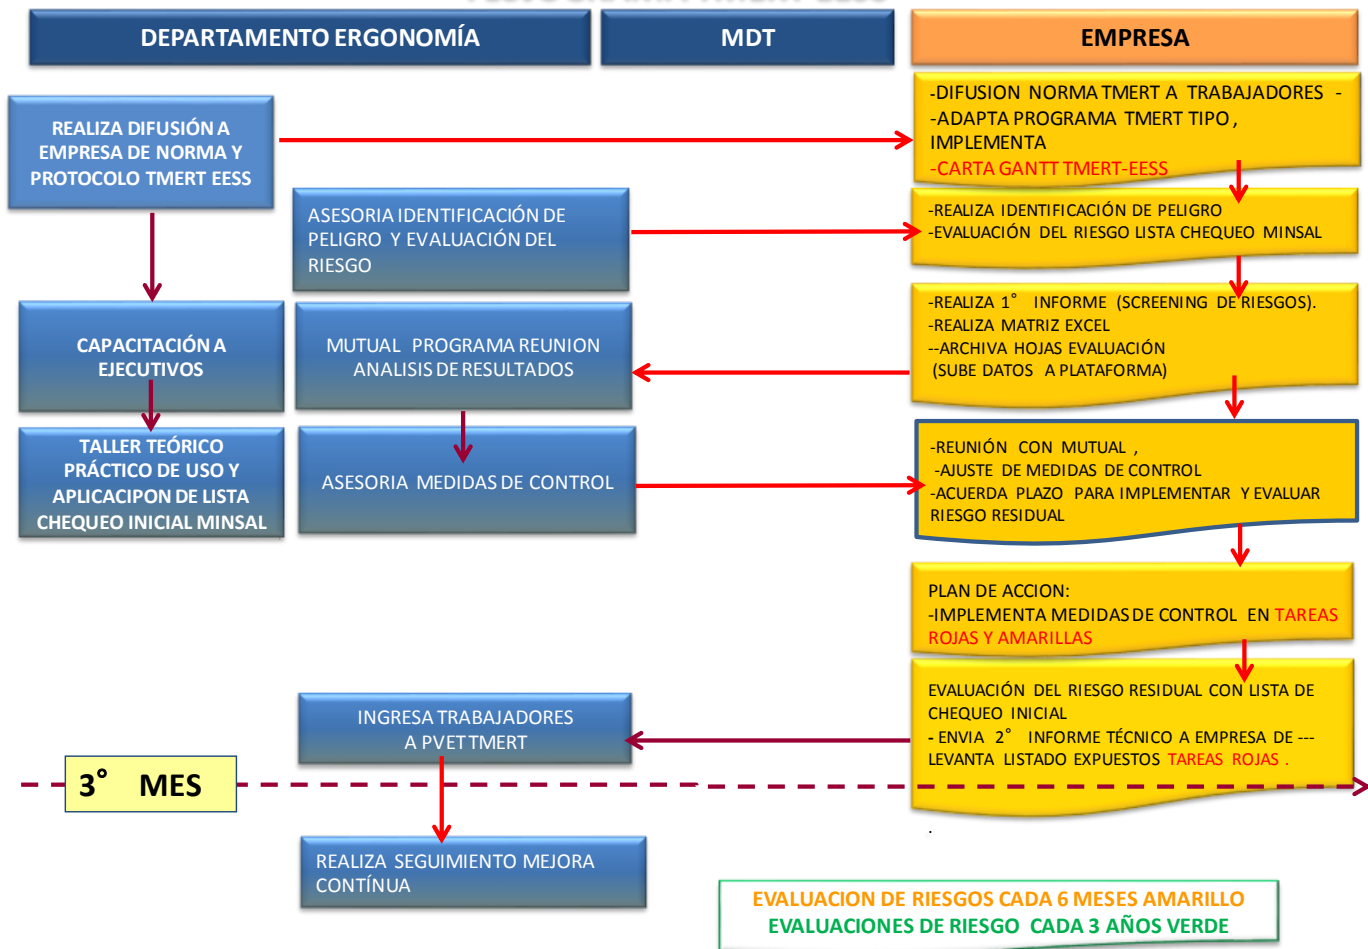 DEPARTAMENTO ERGONOMÍA
MDT
EMPRESA
REALIZA DIFUSIÓN A
EMPRESA DE NORMA Y
PROTOCOLO TMERT EESS
-DIFUSION NORMA TMERT A TRABAJADORES -
-ADAPTA PROGRAMA TMERT TIPO ,
IMPLEMENTA
-CARTA GANTT TMERT-EESS
ASESORIA IDENTIFICACIÓN DE
PELIGRO Y EVALUACIÓN DEL
RIESGO
-REALIZA IDENTIFICACIÓN DE PELIGRO
-EVALUACIÓN DEL RIESGO LISTA CHEQUEO MINSAL
CAPACITACIÓN A
EJECUTIVOS
MUTUAL PROGRAMA REUNION
ANALISIS DE RESULTADOS
-REALIZA 1° INFORME (SCREENING DE RIESGOS).
-REALIZA MATRIZ EXCEL
--ARCHIVA HOJAS EVALUACIÓN
(SUBE DATOS A PLATAFORMA)
TALLER TEÓRICO
PRÁCTICO DE USO Y
APLICACIPON DE LISTA
CHEQUEO INICIAL MINSAL
ASESORIA MEDIDAS DE CONTROL
-REUNIÓN CON MUTUAL ,
-AJUSTE DE MEDIDAS DE CONTROL
-ACUERDA PLAZO PARA IMPLEMENTAR Y EVALUAR
RIESGO RESIDUAL
PLAN DE ACCION:
-IMPLEMENTA MEDIDAS DE CONTROL EN TAREAS
ROJAS Y AMARILLAS
INGRESA TRABAJADORES
A PVET TMERT
EVALUACIÓN DEL RIESGO RESIDUAL CON LISTA DE
CHEQUEO INICIAL
- ENVIA 2° INFORME TÉCNICO A EMPRESA DE ---
LEVANTA LISTADO EXPUESTOS TAREAS ROJAS .
3° MES
.
REALIZA SEGUIMIENTO MEJORA
CONTÍNUA
EVALUACION DE RIESGOS CADA 6 MESES AMARILLO
EVALUACIONES DE RIESGO CADA 3 AÑOS VERDE